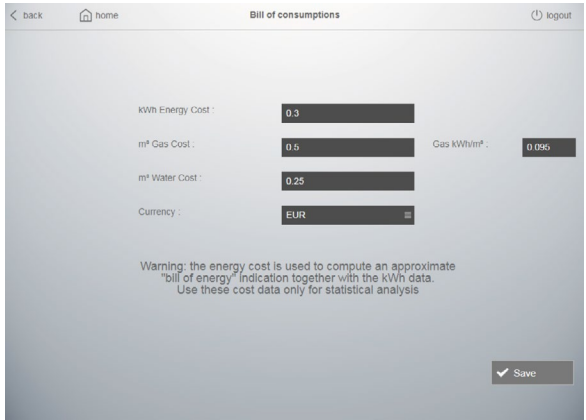 back
home
Bill of consumptions
logout
kWh Energy Cost :
0.3
m³ Gas Cost :
0.5
Gas kWh/m³ :
0.095
m³ Water Cost :
0.25
Currency :
EUR
Warning: the energy cost is used to compute an approximate
"bill of energy" indication together with the kWh data.
Use these cost data only for statistical analysis
Save